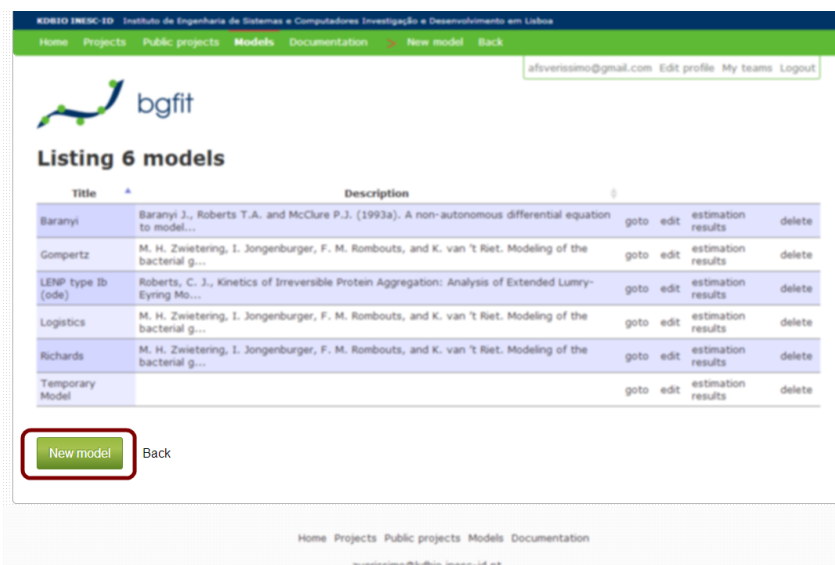 KDBIO INESC-ID Instituto de Engenharia de Sistemas e Computadores Investigação e Desenvolvimento em Lisboa
Home Projects Public projects Models Documentation > New model Back
afsverissimo@gmail.com Edit profile My teams Logout
bgfit
Listing 6 models
Title Description
Baranyi Baranyi J., Roberts T.A. and McClure P.J. (1993a). A non-autonomous differential equation to model... goto edit estimation results delete
Gompertz M. H. Zwietering, I. Jongenburger, F. M. Rombouts, and K. van 't Riet. Modeling of the bacterial g... goto edit estimation results delete
LENP type Ib (ode) Roberts, C. J., Kinetics of Irreversible Protein Aggregation: Analysis of Extended Lumry-Eyring Mo... goto edit estimation results delete
Logistics M. H. Zwietering, I. Jongenburger, F. M. Rombouts, and K. van 't Riet. Modeling of the bacterial g... goto edit estimation results delete
Richards M. H. Zwietering, I. Jongenburger, F. M. Rombouts, and K. van 't Riet. Modeling of the bacterial g... goto edit estimation results delete
Temporary Model goto edit estimation results delete
New model Back
Home Projects Public projects Models Documentation